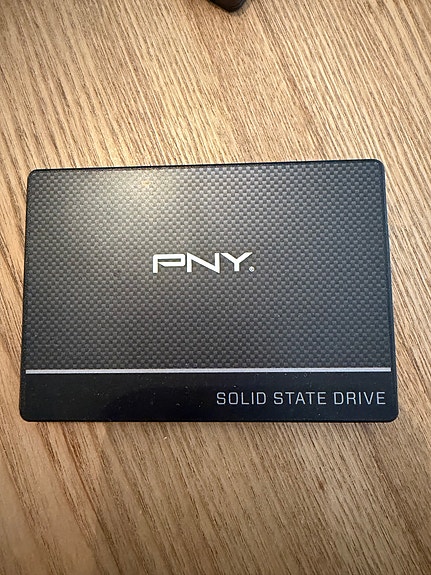 PNY.
SOLID STATE DRIVE